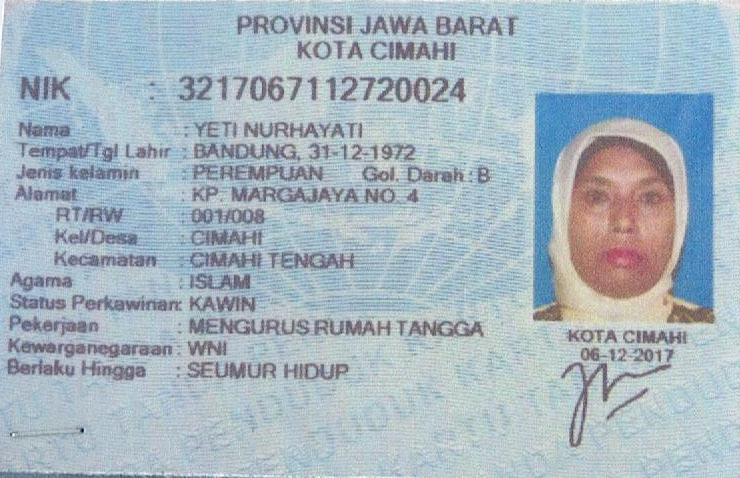 PROVINSI JAWA BARAT
KOTA CIMAHI
NIK : 3217067112720024
Nama : YETI NURHAYATI
Tempat/Tgl Lahir : BANDUNG, 31-12-1972
Jenis kelamin : PEREMPUAN Gol. Darah : B
Alamat : KP. MARGAJAYA NO. 4
RT/RW : 001/008
Kel/Desa : CIMAHI
Kecamatan : CIMAHI TENGAH
Agama : ISLAM
Status Perkawinan: KAWIN
Pekerjaan : MENGURUS RUMAH TANGGA
Kewarganegaraan : WNI
Berlaku Hingga : SEUMUR HIDUP
KOTA CIMAHI
06-12-2017